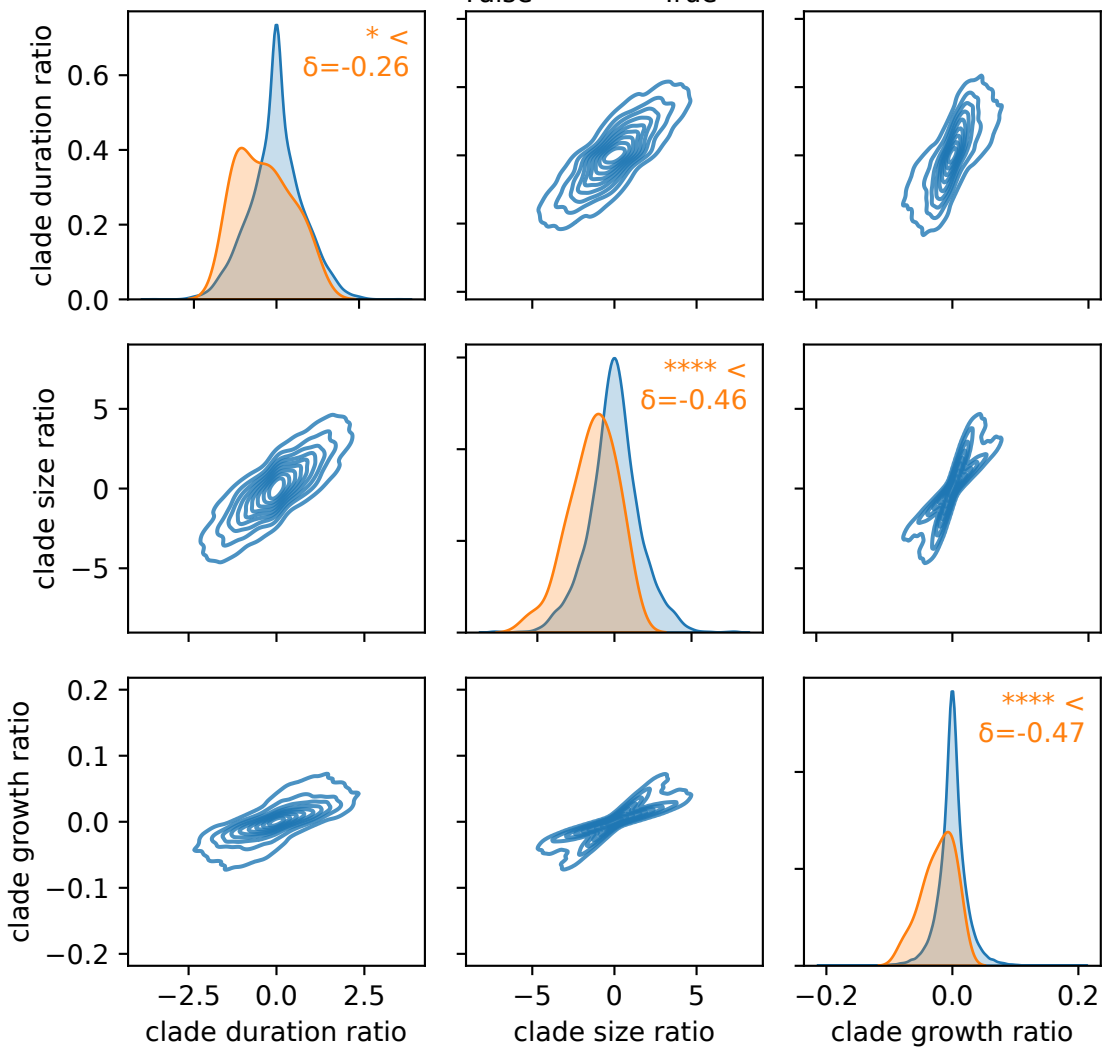 clade duration ratio
0.6
0.4
0.2
0.0
* <
δ=-0.26
clade size ratio
5
0
−5
**** <
δ=-0.46
clade growth ratio
0.2
0.1
0.0
−0.1
−0.2
**** <
δ=-0.47
−2.5 0.0 2.5
−5 0 5
−0.2 0.0 0.2
clade duration ratio
clade size ratio
clade growth ratio